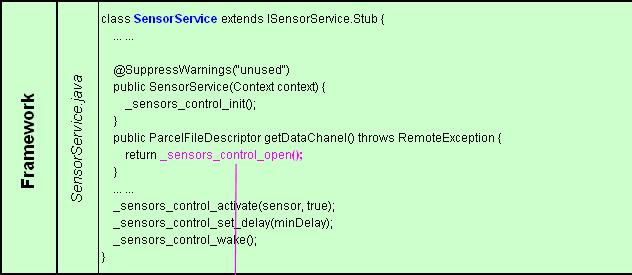 Framework
SensorService.java
class SensorService extends ISensorService.Stub {
... ...
@SuppressWarnings("unused")
public SensorService(Context context) {
_sensors_control_init();
}
public ParcelFileDescriptor getDataChanel() throws RemoteException {
return _sensors_control_open();
}
... ...
_sensors_control_activate(sensor, true);
_sensors_control_set_delay(minDelay);
_sensors_control_wake();
}